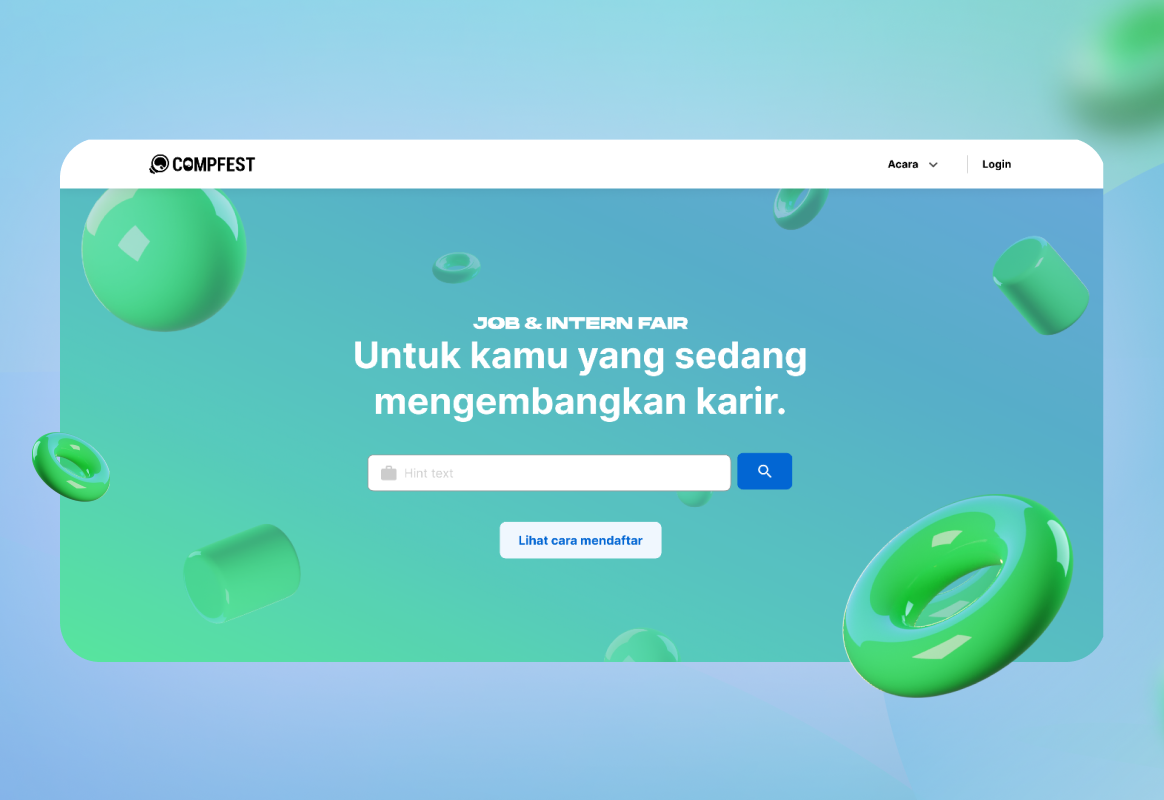 COMPFEST
Acara
Login
JOB & INTERN FAIR
Untuk kamu yang sedang
mengembangkan karir.
Hint text
Lihat cara mendaftar